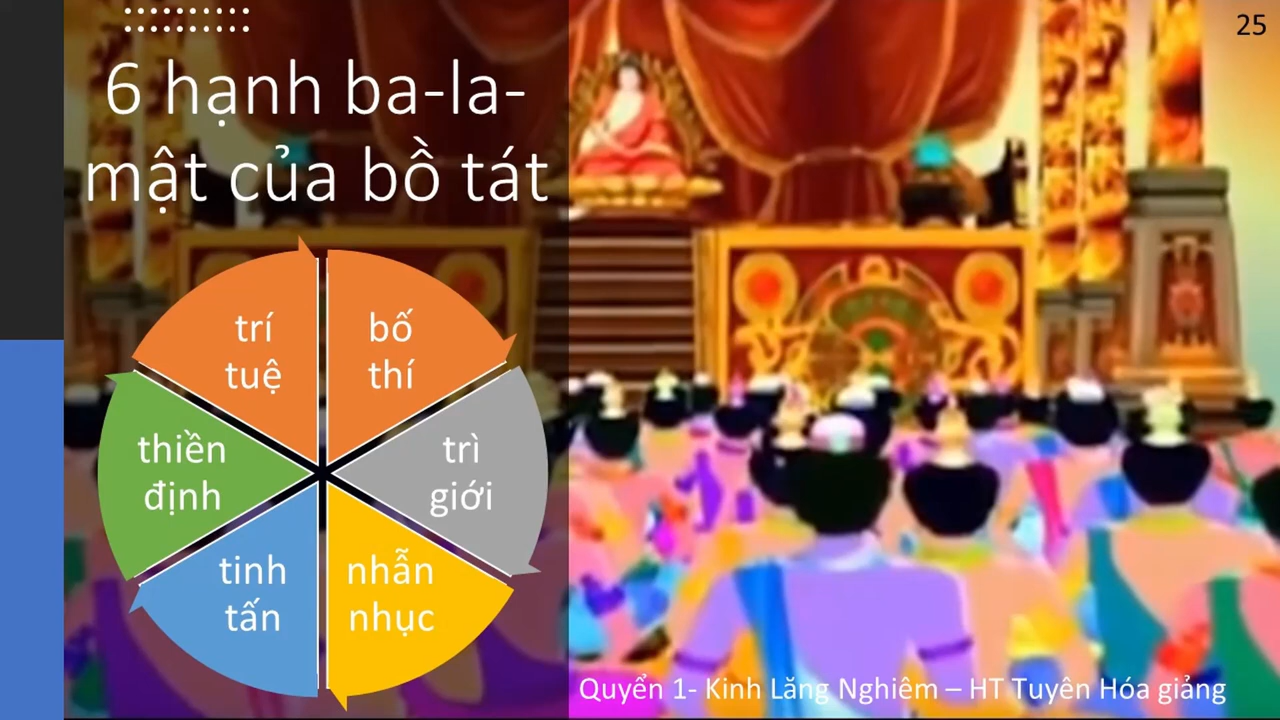 25
6 hạnh ba-la-
mật của bồ tát
trí
tuệ
bố
thí
thiền
định
trì
giới
tinh
tấn
nhẫn
nhục
Quyển 1- Kinh Lăng Nghiêm – HT Tuyên Hóa giảng